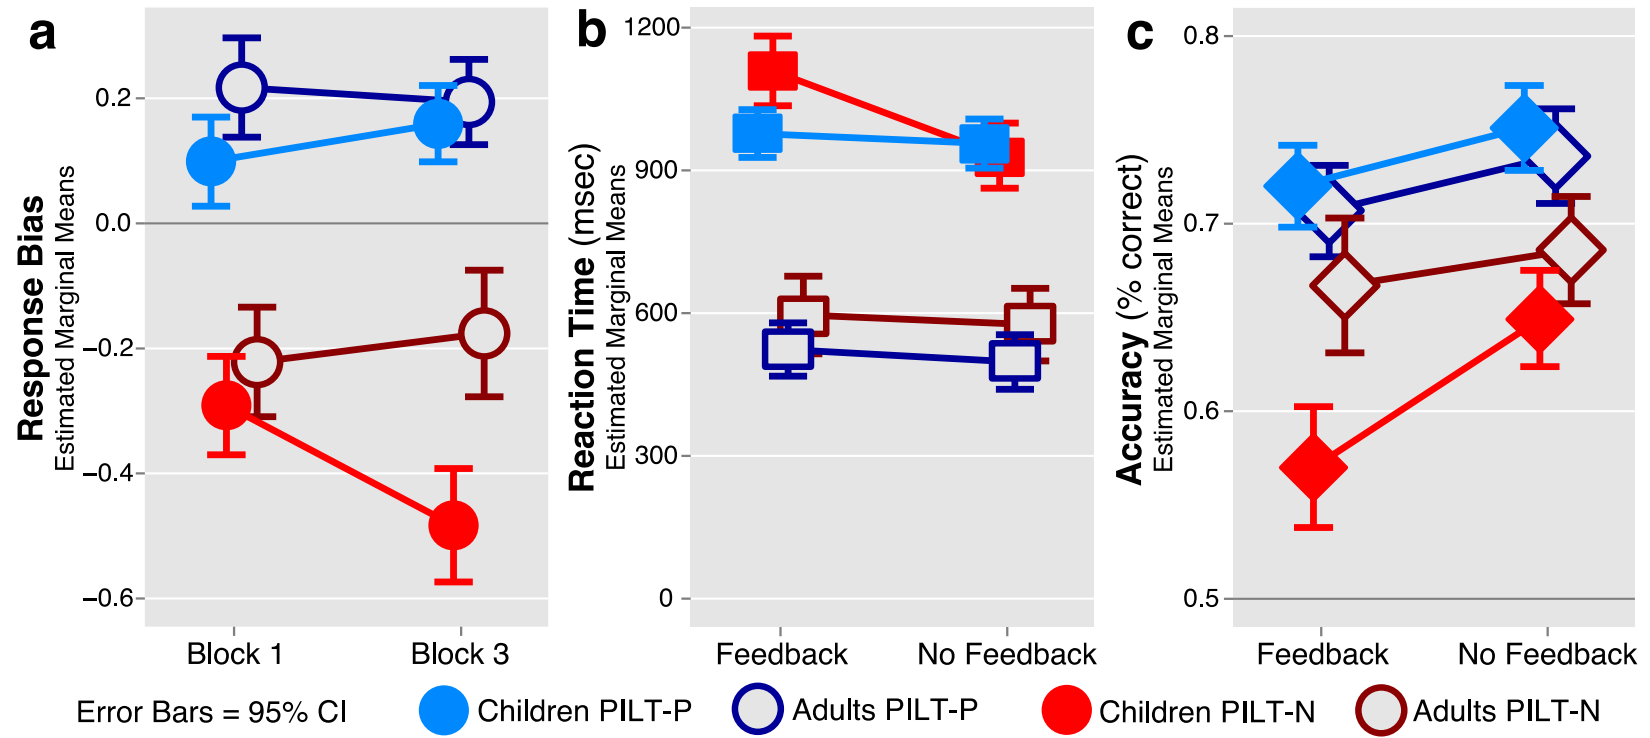 a
Response Bias
Estimated Marginal Means
0.2
0.0
−0.2
−0.4
−0.6
Block 1
Block 3
b
Reaction Time (msec)
Estimated Marginal Means
1200
900
600
300
0
Feedback
No Feedback
c
Accuracy (% correct)
Estimated Marginal Means
0.8
0.7
0.6
0.5
Feedback
No Feedback
Error Bars = 95% CI
Children PILT-P
Adults PILT-P
Children PILT-N
Adults PILT-N